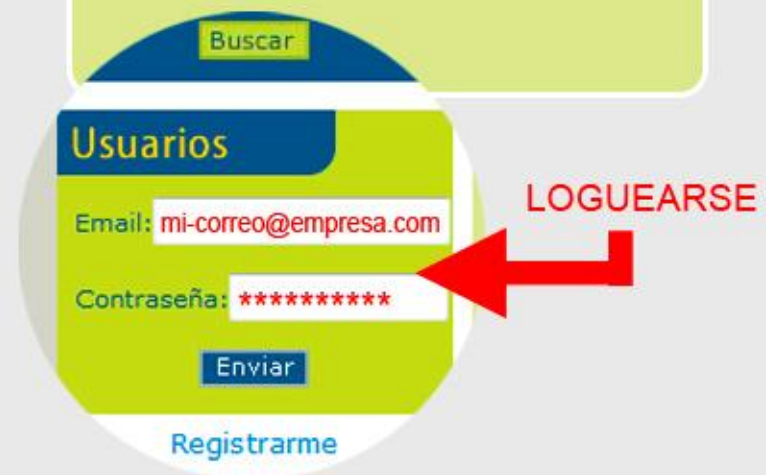 Buscar
Usuarios
Email: mi-correo@empresa.com
LOGUEARSE
Contraseña: **********
Enviar
Registrarme